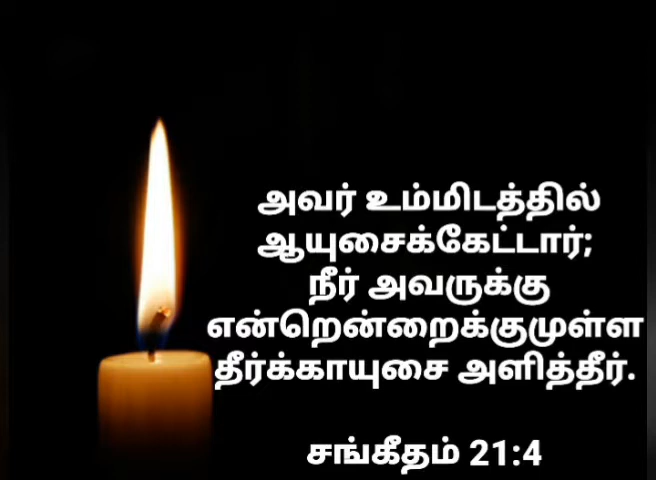 அவர் உம்மிடத்தில்
ஆயுசைக்கேட்டார்;
நீர் அவருக்கு
என்றென்றைக்குமுள்ள
தீர்க்காயுசை அளித்தீர்.
சங்கீதம் 21:4